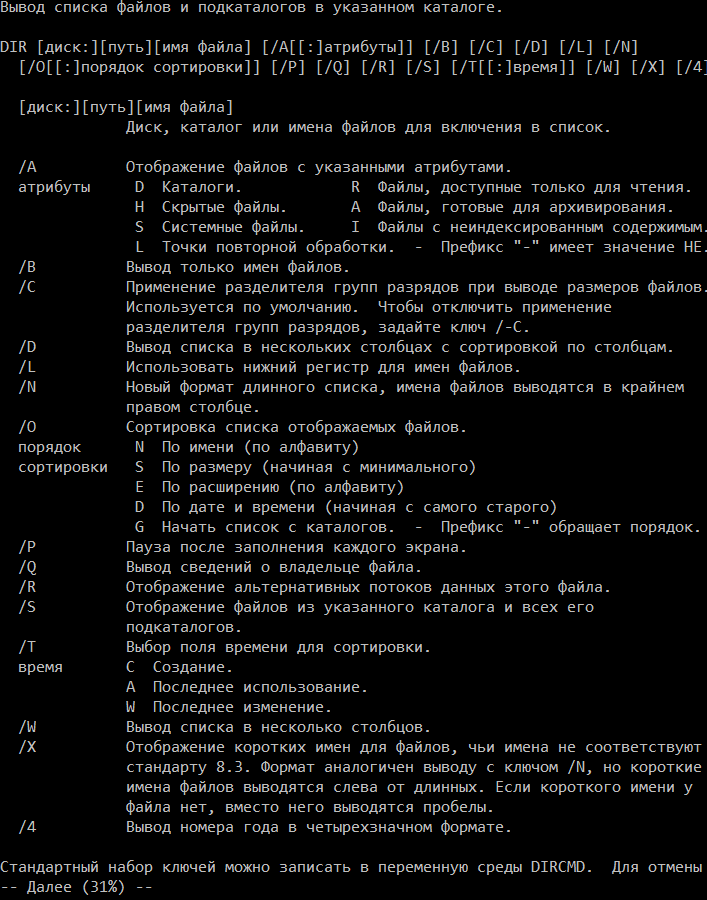 Вывод списка файлов и подкаталогов в указанном каталоге.
DIR [диск:][путь][имя файла] [/A[[:]атрибуты]] [/B] [/C] [/D] [/L] [/N]
[/O[[:]порядок сортировки]] [/P] [/Q] [/R] [/S] [/T[[:]время]] [/W] [/X] [/4]
[диск:][путь][имя файла]
Диск, каталог или имена файлов для включения в список.
/A Отображение файлов с указанными атрибутами.
атрибуты D Каталоги. R Файлы, доступные только для чтения.
H Скрытые файлы. A Файлы, готовые для архивирования.
S Системные файлы. I Файлы с неиндексированным содержимым.
L Точки повторной обработки. - Префикс "-" имеет значение НЕ.
/B Вывод только имен файлов.
/C Применение разделителя групп разрядов при выводе размеров файлов.
Используется по умолчанию. Чтобы отключить применение
разделителя групп разрядов, задайте ключ /-C.
/D Вывод списка в нескольких столбцах с сортировкой по столбцам.
/L Использовать нижний регистр для имен файлов.
/N Новый формат длинного списка, имена файлов выводятся в крайнем
правом столбце.
/O Сортировка списка отображаемых файлов.
порядок N По имени (по алфавиту)
сортировки S По размеру (начиная с минимального)
E По расширению (по алфавиту)
D По дате и времени (начиная с самого старого)
G Начать список с каталогов. - Префикс "-" обращает порядок.
/P Пауза после заполнения каждого экрана.
/Q Вывод сведений о владельце файла.
/R Отображение альтернативных потоков данных этого файла.
/S Отображение файлов из указанного каталога и всех его
подкаталогов.
/T Выбор поля времени для сортировки.
время C Создание.
A Последнее использование.
W Последнее изменение.
/W Вывод списка в несколько столбцов.
/X Отображение коротких имен для файлов, чьи имена не соответствуют
стандарту 8.3. Формат аналогичен выводу с ключом /N, но короткие
имена файлов выводятся слева от длинных. Если короткого имени у
файла нет, вместо него выводятся пробелы.
/4 Вывод номера года в четырехзначном формате.
Стандартный набор ключей можно записать в переменную среды DIRCMD. Для отмены
-- Далее (31%) --